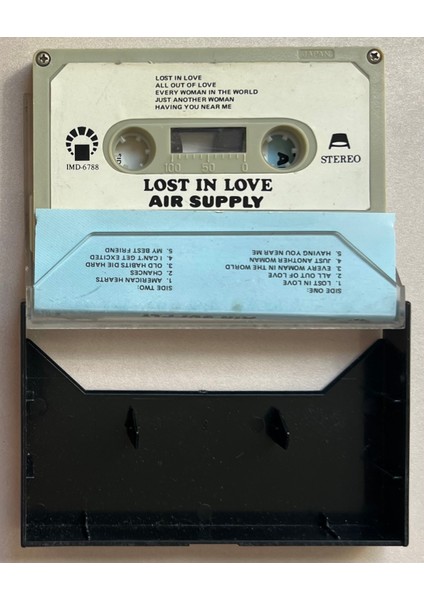 LOST IN LOVE
ALL OUT OF LOVE
EVERY WOMAN IN THE WORLD
JUST ANOTHER WOMAN
HAVING YOU NEAR ME
IMD-6788
STEREO
100 50 0
LOST IN LOVE
AIR SUPPLY
SIDE ONE:
1. LOST IN LOVE
2. ALL OUT OF LOVE
3. EVERY WOMAN IN THE WORLD
4. JUST ANOTHER WOMAN
5. HAVING YOU NEAR ME
SIDE TWO:
1. AMERICAN HEARTS
2. CHANCES
3. OLD HABITS DIE HARD
4. I CAN'T GET EXCITED
5. MY BEST FRIEND
AIR SUPPLY